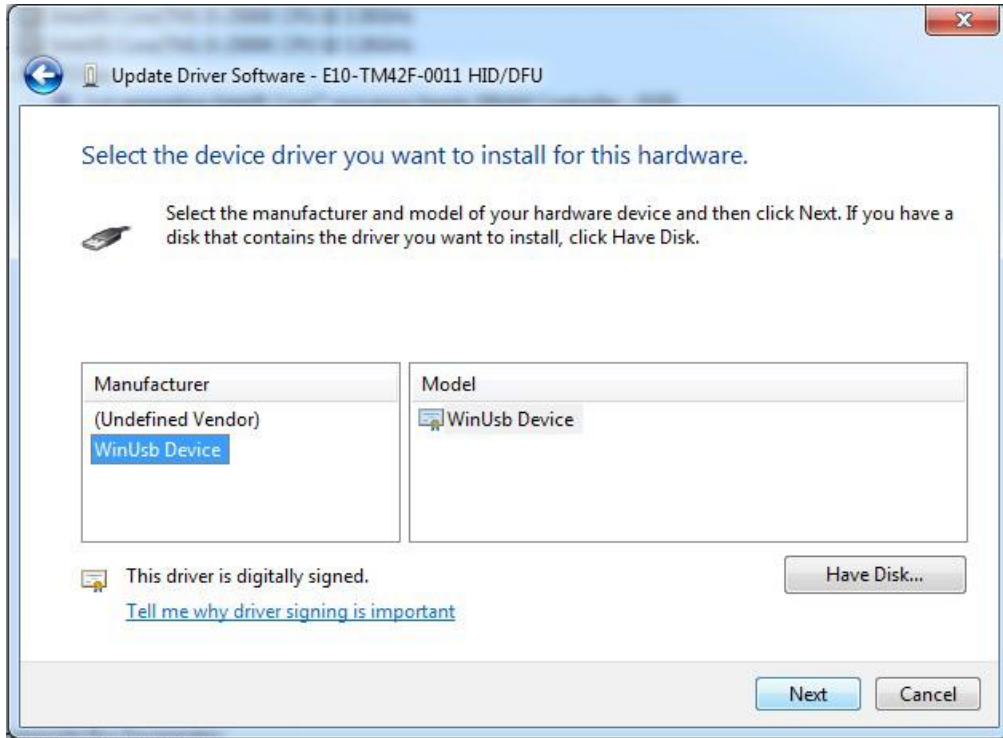 Update Driver Software - E10-TM42F-0011 HID/DFU
Select the device driver you want to install for this hardware.
Select the manufacturer and model of your hardware device and then click Next. If you have a
disk that contains the driver you want to install, click Have Disk.
Manufacturer
(Undefined Vendor)
WinUsb Device
Model
WinUsb Device
This driver is digitally signed.
Have Disk...
Tell me why driver signing is important
Next
Cancel